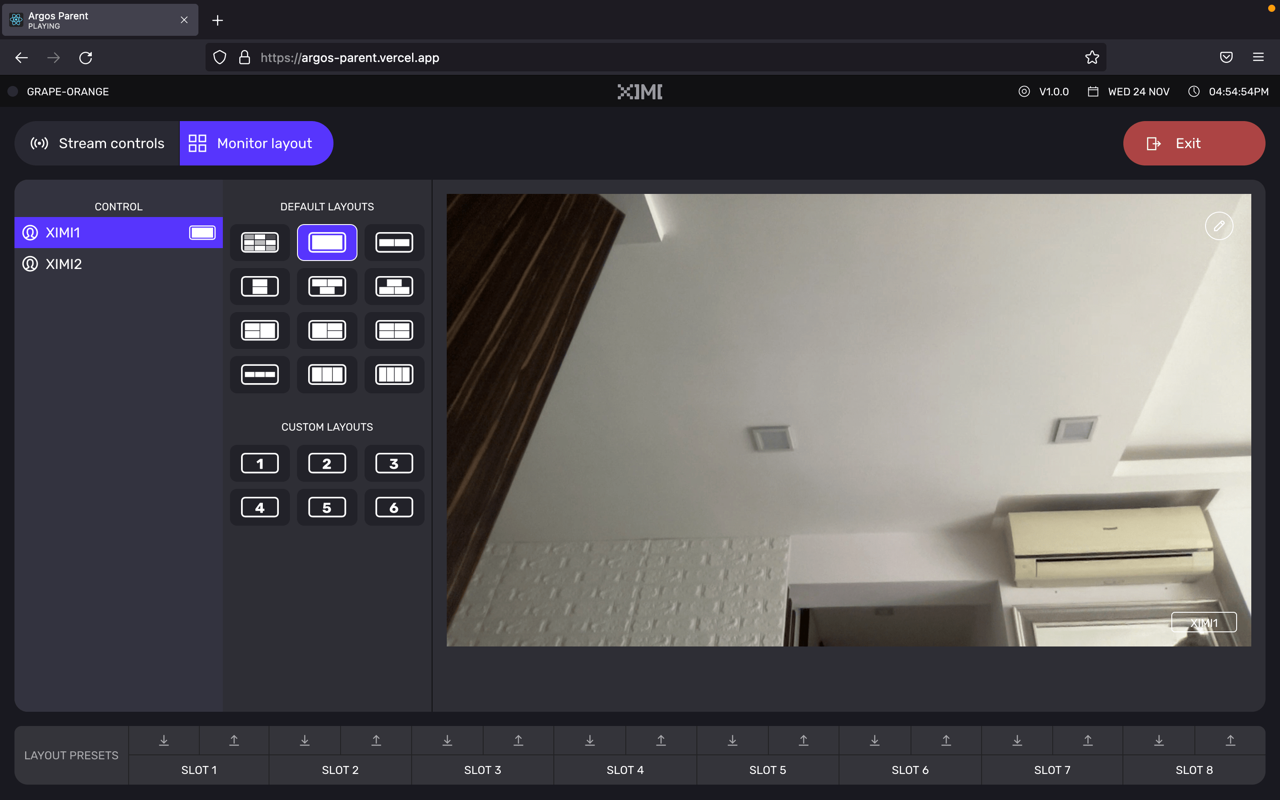 Argos Parent
PLAYING
https://argos-parent.vercel.app
GRAPE-ORANGE
XIMI
V1.0.0
WED 24 NOV
04:54:54PM
Stream controls
Monitor layout
Exit
CONTROL
XIMI1
XIMI2
DEFAULT LAYOUTS
CUSTOM LAYOUTS
1 2 3
4 5 6
XIMI1
LAYOUT PRESETS
SLOT 1
SLOT 2
SLOT 3
SLOT 4
SLOT 5
SLOT 6
SLOT 7
SLOT 8